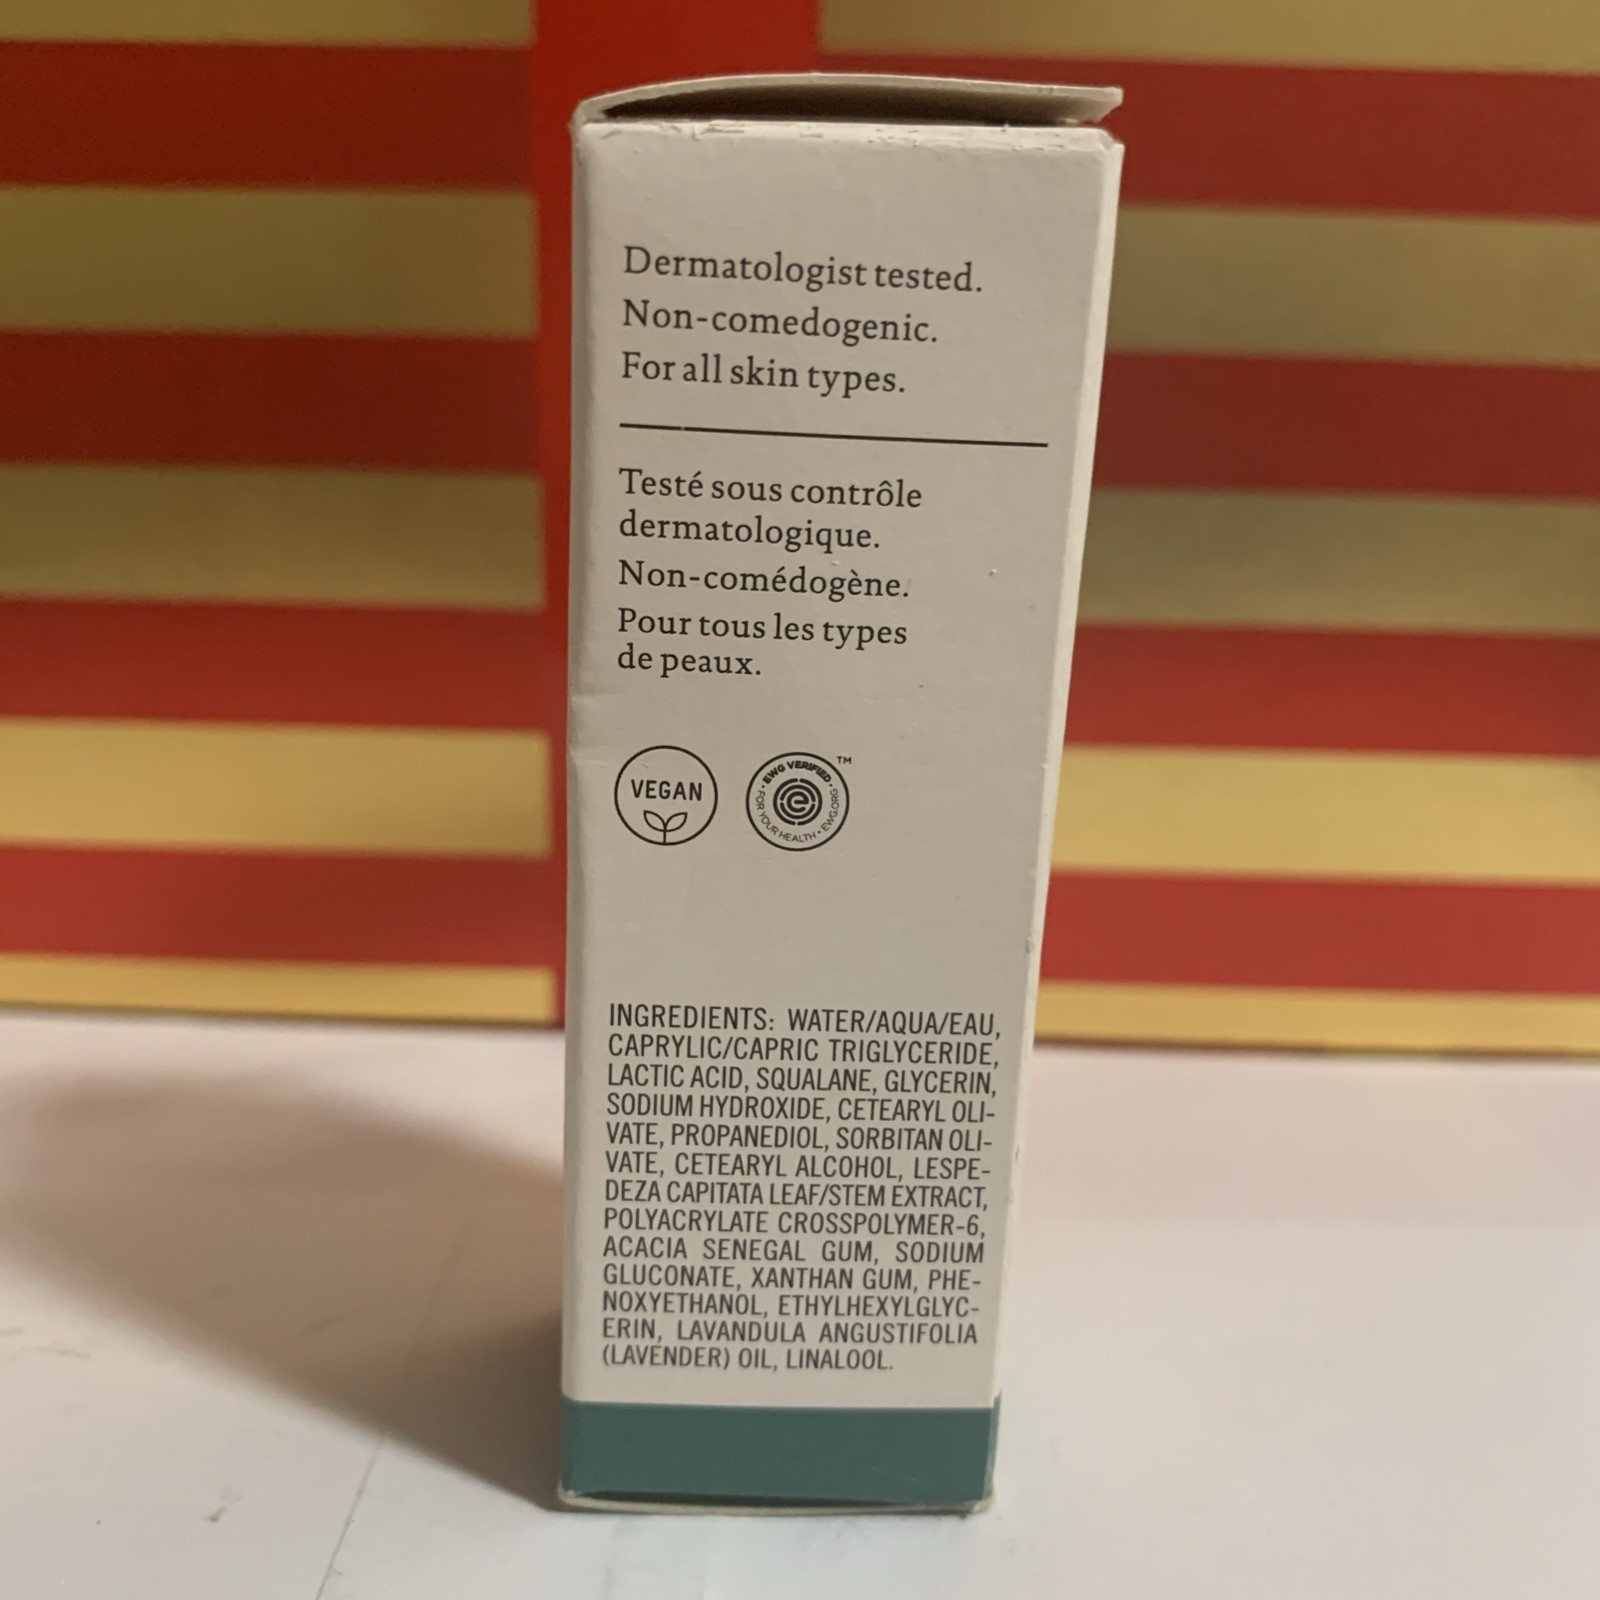 Dermatologist tested.
Non-comedogenic.
For all skin types.
Testé sous contrôle
dermatologique.
Non-comédogène.
Pour tous les types
de peaux.
VEGAN
• EWG VERIFIED •
FOR YOUR HEALTH • EWG.ORG
TM
INGREDIENTS: WATER/AQUA/EAU,
CAPRYLIC/CAPRIC TRIGLYCERIDE,
LACTIC ACID, SQUALANE, GLYCERIN,
SODIUM HYDROXIDE, CETEARYL OLI-
VATE, PROPANEDIOL, SORBITAN OLI-
VATE, CETEARYL ALCOHOL, LESPE-
DEZA CAPITATA LEAF/STEM EXTRACT,
POLYACRYLATE CROSSPOLYMER-6,
ACACIA SENEGAL GUM, SODIUM
GLUCONATE, XANTHAN GUM, PHE-
NOXYETHANOL, ETHYLHEXYLGLYC-
ERIN, LAVANDULA ANGUSTIFOLIA
(LAVENDER) OIL, LINALOOL.